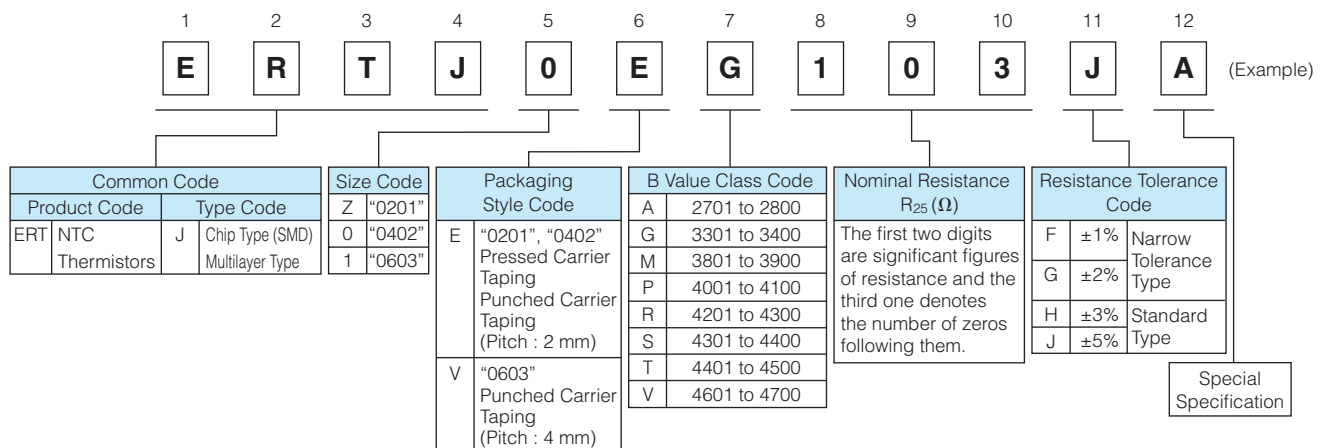 1 2 3 4 5 6 7 8 9 10 11 12
E R T J 0 E G 1 0 3 J A (Example)
Common Code
Product Code Type Code
ERT NTC Thermistors
J Chip Type (SMD)
Multilayer Type
Size Code
Z "0201"
0 "0402"
1 "0603"
Packaging
Style Code
E "0201", "0402"
Pressed Carrier
Taping
Punched Carrier
Taping
(Pitch : 2 mm)
V "0603"
Punched Carrier
Taping
(Pitch : 4 mm)
B Value Class Code
A 2701 to 2800
G 3301 to 3400
M 3801 to 3900
P 4001 to 4100
R 4201 to 4300
S 4301 to 4400
T 4401 to 4500
V 4601 to 4700
Nominal Resistance
R25 (Ω)
The first two digits
are significant figures
of resistance and the
third one denotes
the number of zeros
following them.
Resistance Tolerance
Code
F ±1%
G ±2%
Narrow
Tolerance
Type
H ±3%
J ±5%
Standard
Type
Special
Specification